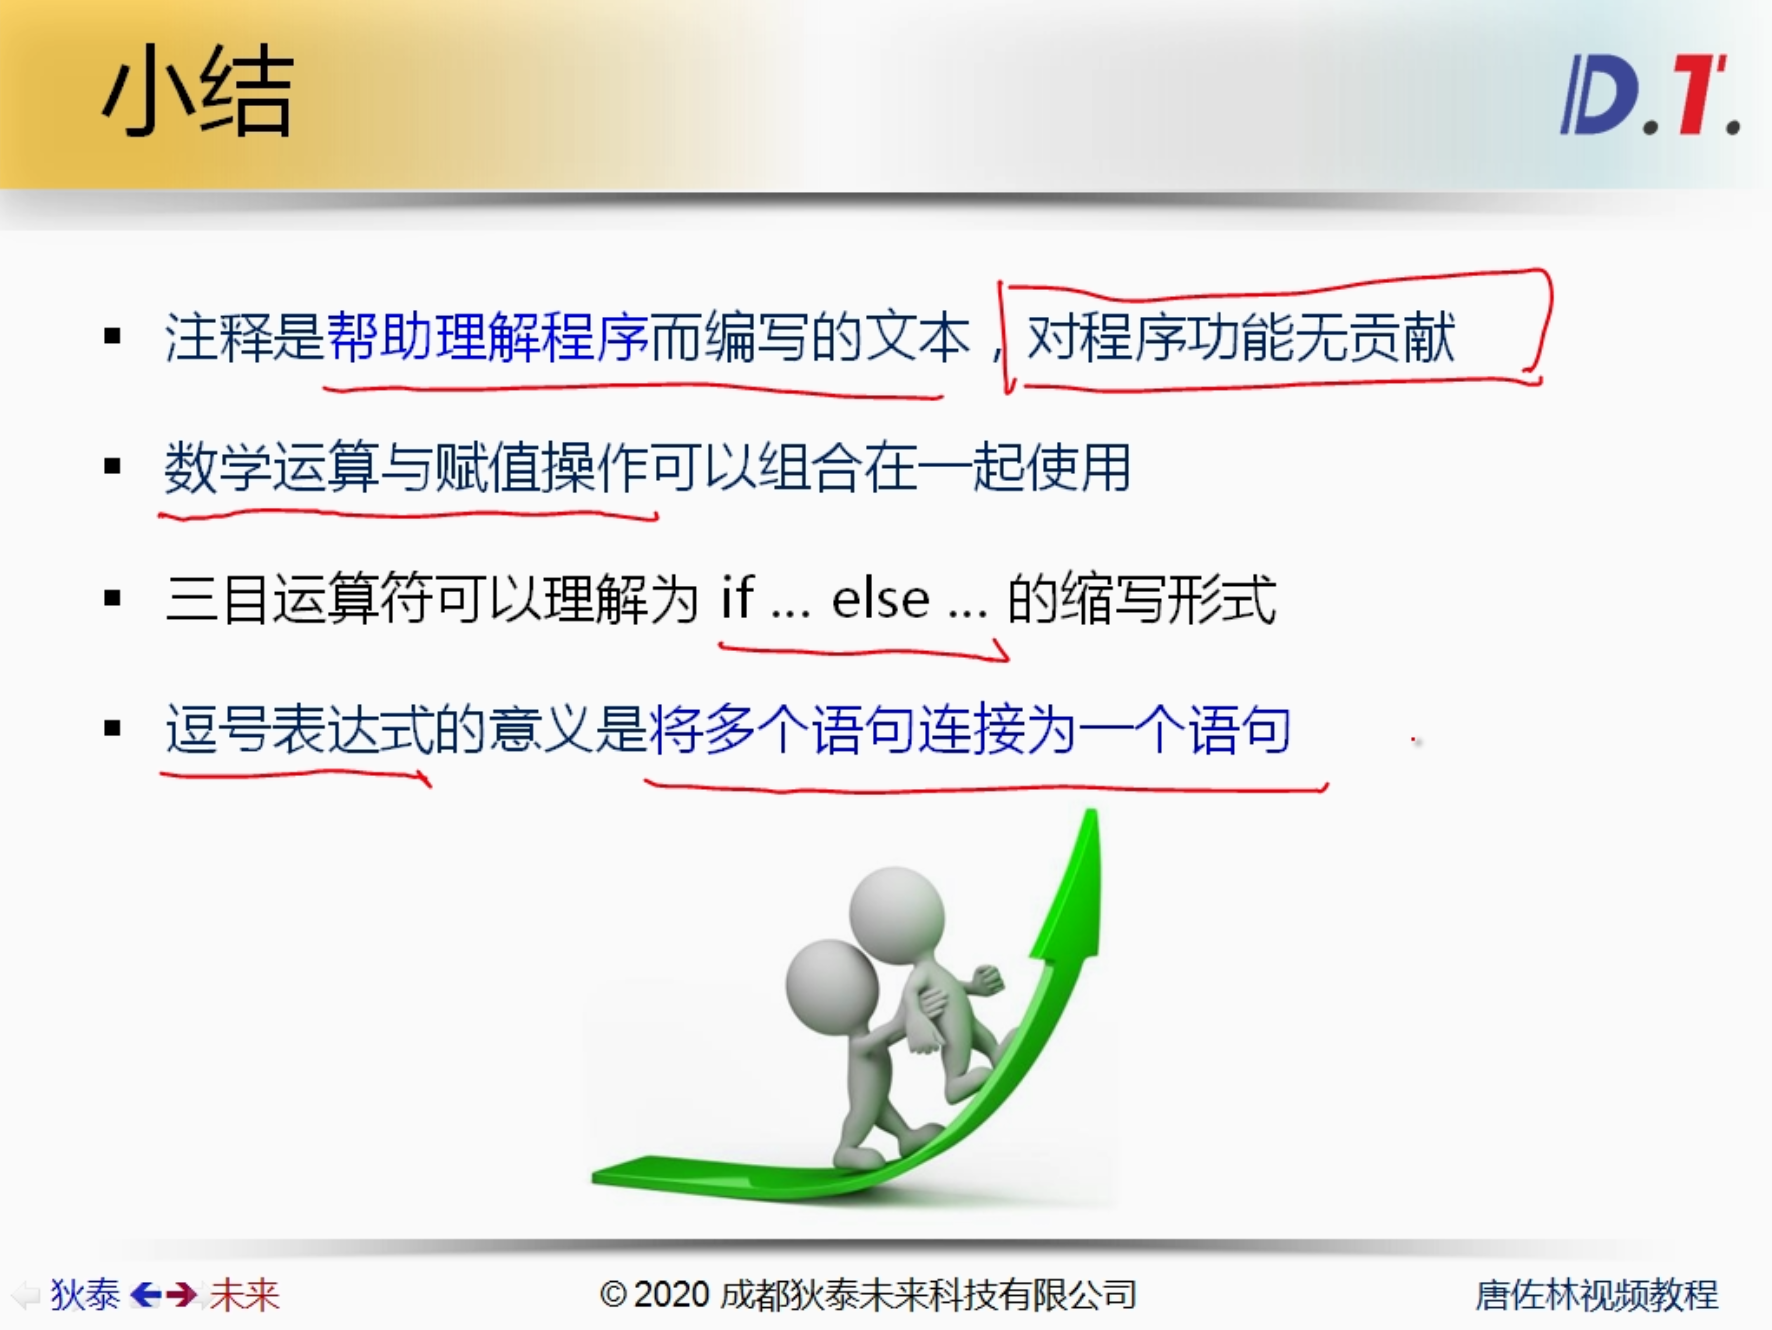 小结
D.T.
▪ 注释是帮助理解程序而编写的文本，对程序功能无贡献
▪ 数学运算与赋值操作可以组合在一起使用
▪ 三目运算符可以理解为 if ... else ... 的缩写形式
▪ 逗号表达式的意义是将多个语句连接为一个语句
狄泰 未来
© 2020 成都狄泰未来科技有限公司
唐佐林视频教程